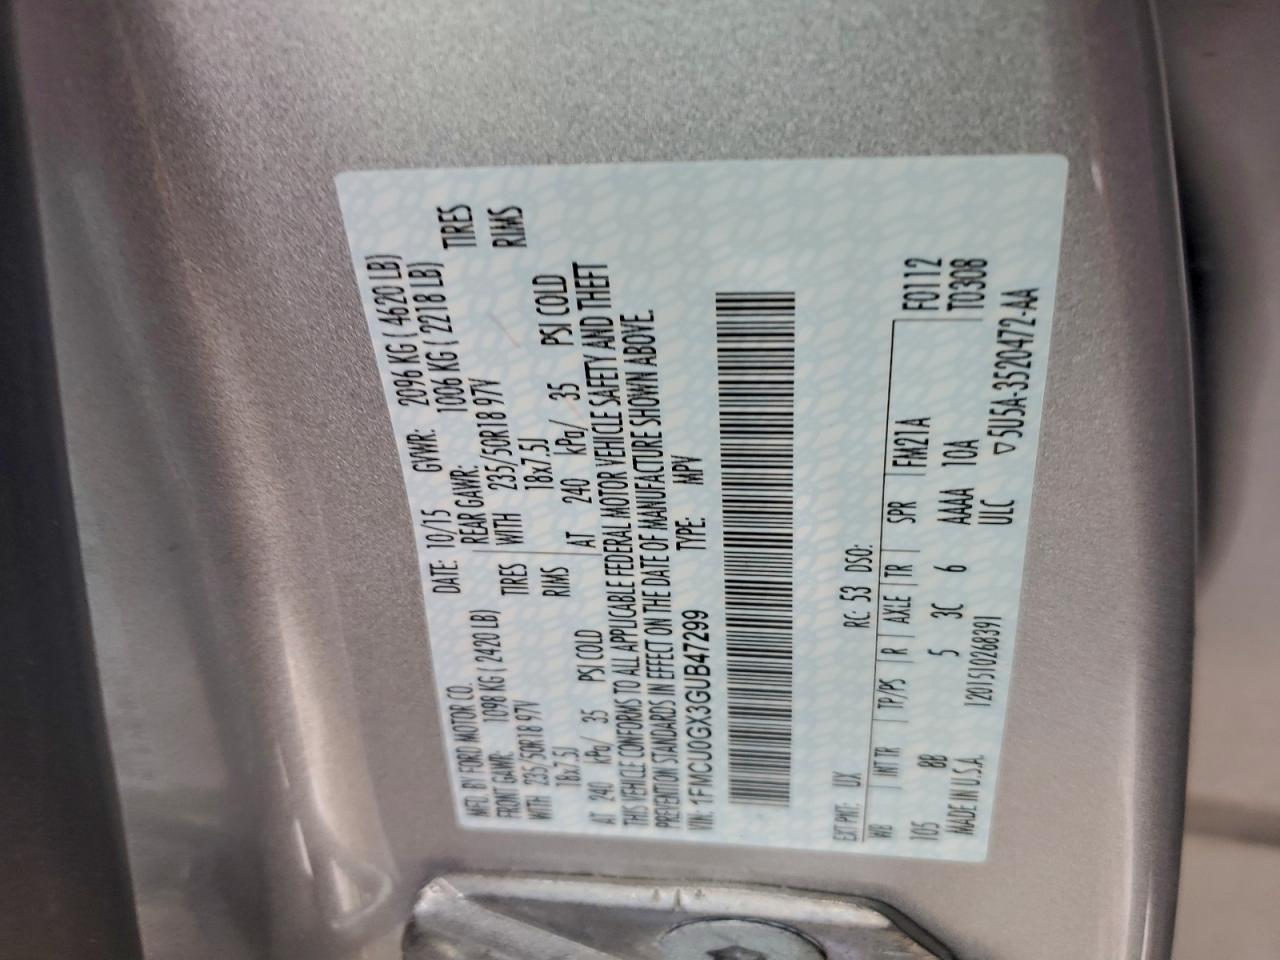 MFD. BY FORD MOTOR CO. DATE: 10/15 GVWR: 2096 KG ( 4620 LB)
FRONT GAWR: 1098 KG ( 2420 LB) REAR GAWR: 1006 KG ( 2218 LB)
WITH 235/50R18 97V TIRES WITH 235/50R18 97V TIRES
18x7.5J RIMS 18x7.5J RIMS
AT 240 kPa/ 35 PSI COLD AT 240 kPa/ 35 PSI COLD
THIS VEHICLE CONFORMS TO ALL APPLICABLE FEDERAL MOTOR VEHICLE SAFETY AND THEFT
PREVENTION STANDARDS IN EFFECT ON THE DATE OF MANUFACTURE SHOWN ABOVE.
VIN: 1FMCU0GX3GUB47299 TYPE: MPV
F0112
T0308
EXT PNT: UX RC: 53 DSO:
WB INT TR TP/PS R AXLE TR SPR FM21A
105 BB 5 3C 6 AAAA 10A
MADE IN U.S.A. 1201510268391 ULC ▽5U5A-3520472-AA